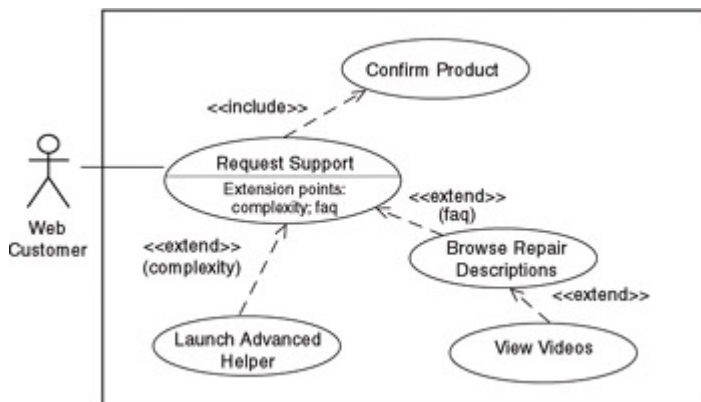 Confirm Product
<<include>>
Request Support
Extension points:
complexity; faq
Web
Customer
<<extend>>
(faq)
<<extend>>
(complexity)
Browse Repair
Descriptions
<<extend>>
Launch Advanced
Helper
View Videos